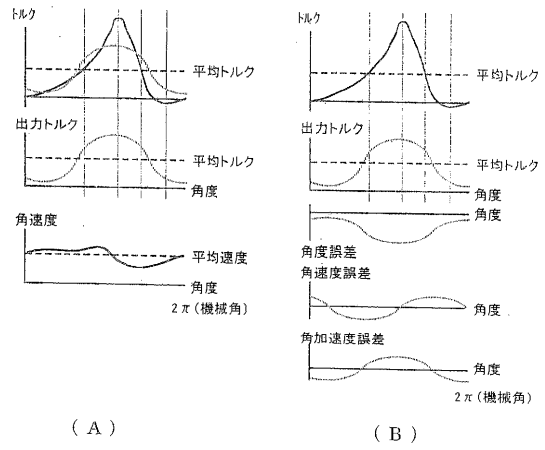 トルク
平均トルク
出力トルク
平均トルク
角度
角速度
平均速度
角度
2π(機械角)
(A)
トルク
平均トルク
出力トルク
平均トルク
角度
角度
角度誤差
角速度誤差
角度
角加速度誤差
角度
2π(機械角)
(B)